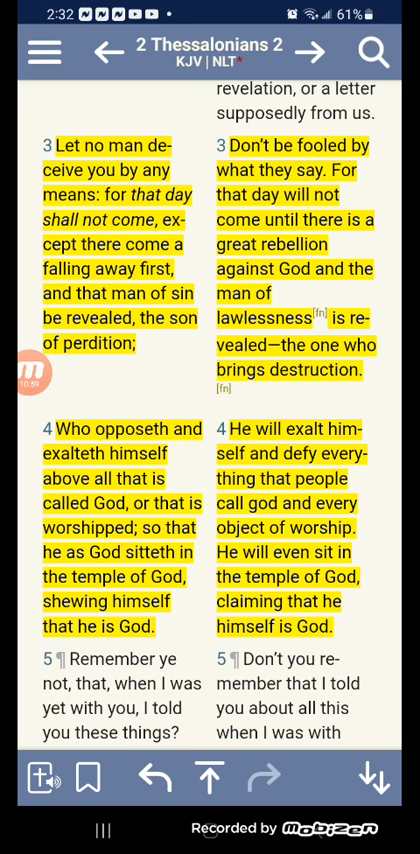 2:32 61%
2 Thessalonians 2
KJV | NLT*
revelation, or a letter
supposedly from us.
3 Let no man de-
ceive you by any
means: for that day
shall not come, ex-
cept there come a
falling away first,
and that man of sin
be revealed, the son
of perdition;
3 Don't be fooled by
what they say. For
that day will not
come until there is a
great rebellion
against God and the
man of
lawlessness[fn] is re-
vealed—the one who
brings destruction.
[fn]
10:59
4 Who opposeth and
exalteth himself
above all that is
called God, or that is
worshipped; so that
he as God sitteth in
the temple of God,
shewing himself
that he is God.
4 He will exalt him-
self and defy every-
thing that people
call god and every
object of worship.
He will even sit in
the temple of God,
claiming that he
himself is God.
5 ¶ Remember ye
not, that, when I was
yet with you, I told
you these things?
5 ¶ Don't you re-
member that I told
you about all this
when I was with
Recorded by Mobizen